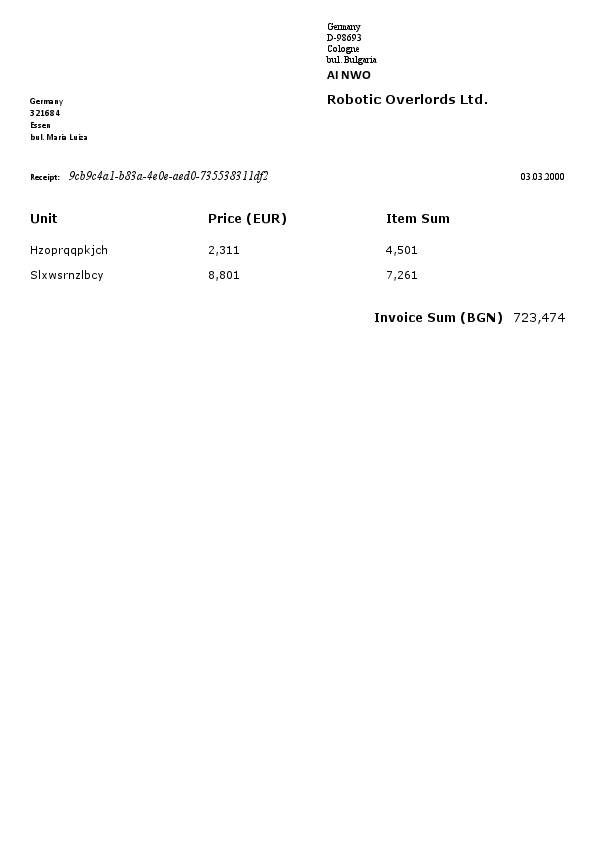 Germany
D-98693
Cologne
bul. Bulgaria
AI NWO
Robotic Overlords Ltd.
Germany
321684
Essen
bul. Maria Luiza
Receipt: 9cb9c4a1-b83a-4e0e-aed0-735538311df2 03.03.2000
Unit Price (EUR) Item Sum
Hzoprqqpkjch 2,311 4,501
Slxwsrnzlbcy 8,801 7,261
Invoice Sum (BGN) 723,474